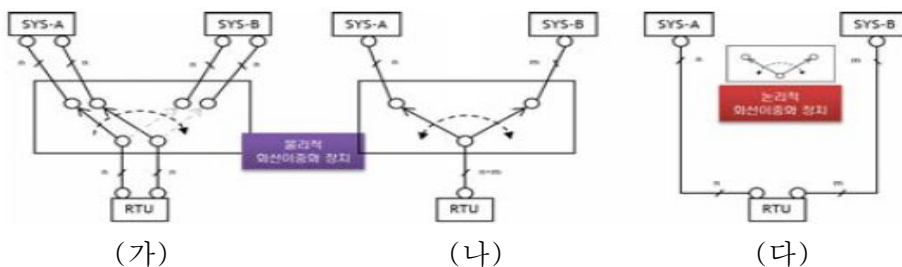 SYS-A SYS-B SYS-A SYS-B SYS-A SYS-B
n n n n n m n m
물리적
회선이중화 장치
논리적
회선이중화 장치
n n n+m n m
RTU RTU RTU
(가) (나) (다)